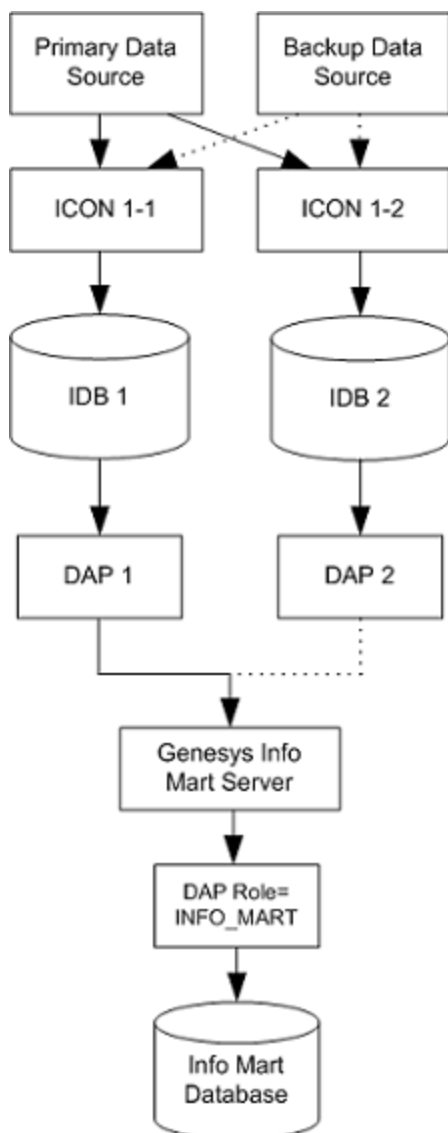 Primary Data
Source
Backup Data
Source
ICON 1-1
ICON 1-2
IDB 1
IDB 2
DAP 1
DAP 2
Genesys Info
Mart Server
DAP Role=
INFO_MART
Info Mart
Database